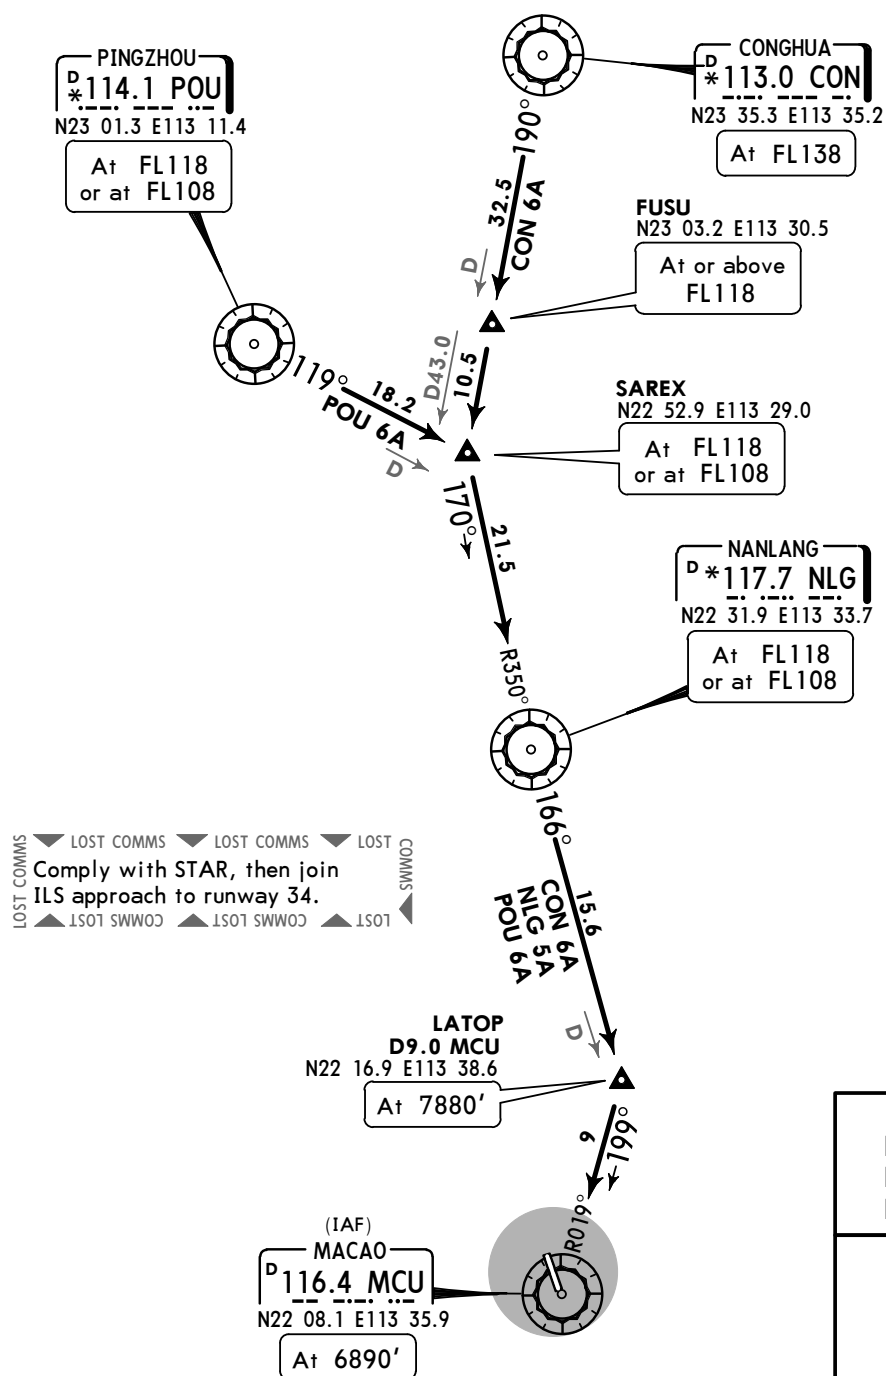 PINGZHOU
D
*114.1 POU
N23 01.3 E113 11.4
At FL118
or at FL108
CONGHUA
D
*113.0 CON
N23 35.3 E113 35.2
At FL138
190°
32.5
CON 6A
D
FUSU
N23 03.2 E113 30.5
At or above
FL118
D43.0
10.5
119°
18.2
POU 6A
D
SAREX
N22 52.9 E113 29.0
At FL118
or at FL108
170°
21.5
R350°
NANLANG
D *117.7 NLG
N22 31.9 E113 33.7
At FL118
or at FL108
166°
15.6
CON 6A
NLG 5A
POU 6A
D
LOST COMMS LOST COMMS LOST COMMS LOST COMMS
Comply with STAR, then join
ILS approach to runway 34.
LOST COMMS LOST COMMS LOST
LATOP
D9.0 MCU
N22 16.9 E113 38.6
At 7880'
9
199°
R019°
(IAF)
MACAO
D
116.4 MCU
N22 08.1 E113 35.9
At 6890'